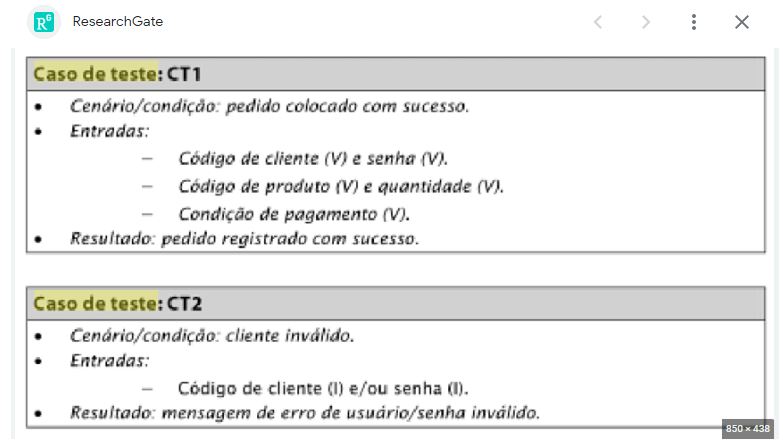 ResearchGate
Caso de teste: CT1
• Cenário/condição: pedido colocado com sucesso.
• Entradas:
– Código de cliente (V) e senha (V).
– Código de produto (V) e quantidade (V).
– Condição de pagamento (V).
• Resultado: pedido registrado com sucesso.
Caso de teste: CT2
• Cenário/condição: cliente inválido.
• Entradas:
– Código de cliente (I) e/ou senha (I).
• Resultado: mensagem de erro de usuário/senha inválido.
850 × 438